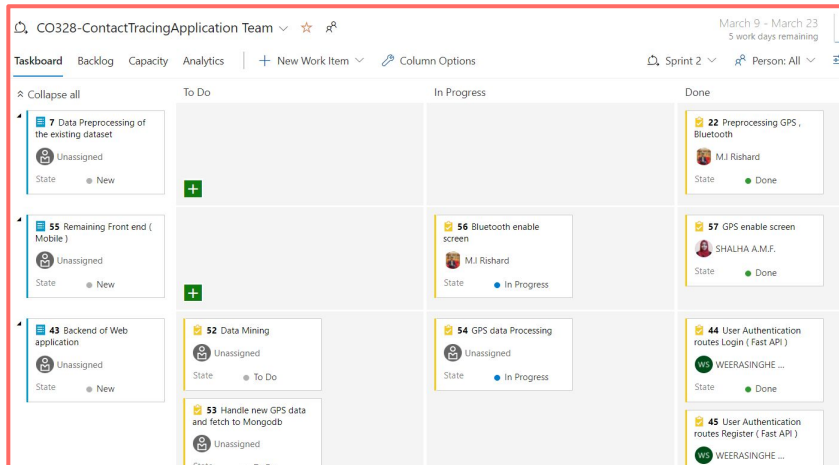 CO328-ContactTracingApplication Team
March 9 - March 23
5 work days remaining
Taskboard Backlog Capacity Analytics New Work Item Column Options Sprint 2 Person: All
Collapse all To Do In Progress Done
7 Data Preprocessing of
the existing dataset
Unassigned
State New
22 Preprocessing GPS ,
Bluetooth
M.I Rishard
State Done
55 Remaining Front end (
Mobile )
Unassigned
State New
56 Bluetooth enable
screen
M.I Rishard
State In Progress
57 GPS enable screen
SHALHA A.M.F.
State Done
43 Backend of Web
application
Unassigned
State New
52 Data Mining
Unassigned
State To Do
53 Handle new GPS data
and fetch to Mongodb
Unassigned
54 GPS data Processing
Unassigned
State In Progress
44 User Authentication
routes Login ( Fast API )
WS WEERASINGHE ...
State Done
45 User Authentication
routes Register ( Fast API )
WS WEERASINGHE ...